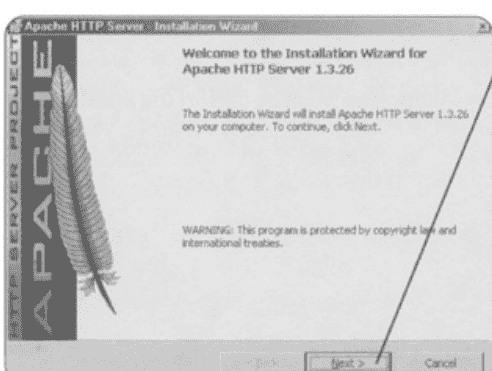 Apache HTTP Server - Installation Wizard
HTTP SERVER PROJECT
APACHE
Welcome to the Installation Wizard for
Apache HTTP Server 1.3.26
The Installation Wizard will install Apache HTTP Server 1.3.26
on your computer. To continue, click Next.
WARNING: This program is protected by copyright law and
international treaties.
< Back
Next >
Cancel